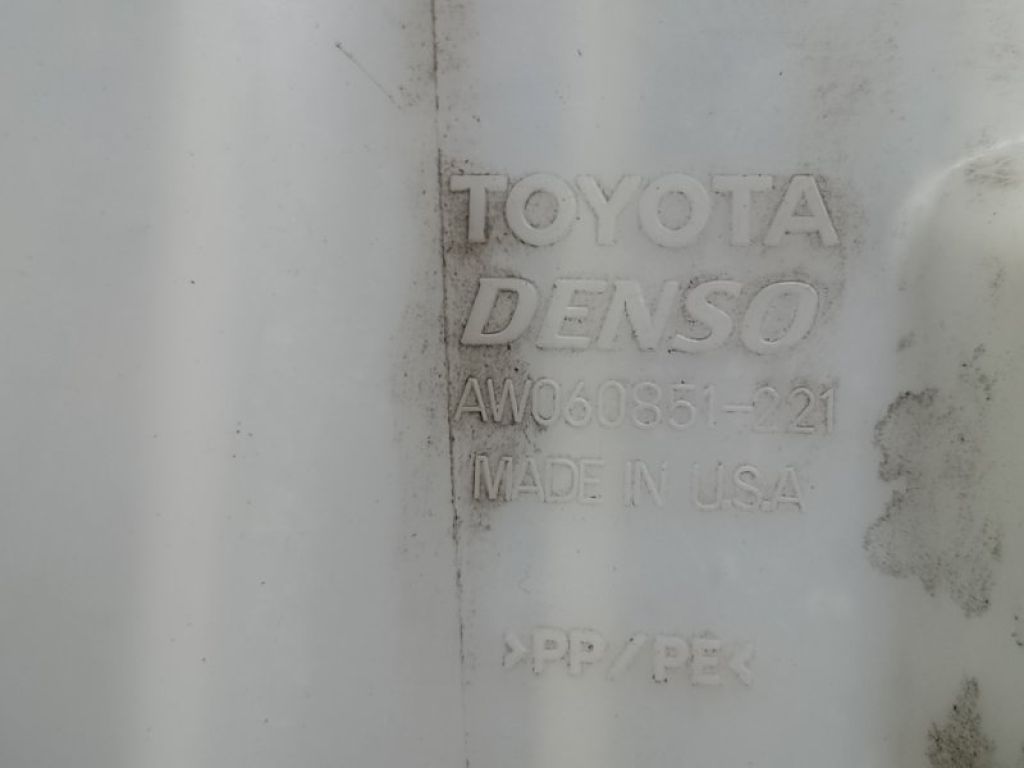 TOYOTA
DENSO
AW060851-221
MADE IN U.S.A
>PP/PE<